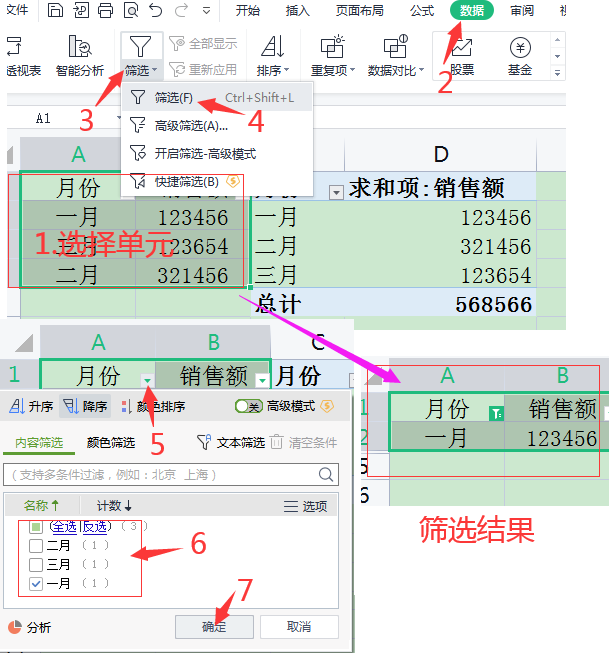 文件
开始 插入 页面布局 公式 数据 审阅
透视表 智能分析 筛选 全部显示 重新应用 排序 重复项 数据对比 股票 基金
3 2
筛选(F) Ctrl+Shift+L
4
高级筛选(A)...
开启筛选-高级模式
快捷筛选(B)
A1
A D
月份 求和项:销售额
一月 123456 一月 123456
三月 123654 二月 321456
1.选择单元
二月 321456 三月 123654
总计 568566
A B C
1 月份 销售额 月份
5
升序 降序 颜色排序 高级模式
内容筛选 颜色筛选 文本筛选 清空条件
(支持多条件过滤，例如：北京 上海)
名称 计数 选项
(全选|反选) (3)
二月 (1)
三月 (1)
一月 (1)
6
7
分析 确定 取消
A B
1 月份 销售额
2 一月 123456
5
6
筛选结果